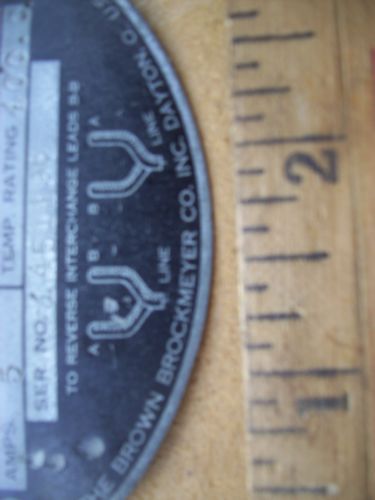 TEMP. RATING
AMPS. 5
SER. NO.
TO REVERSE INTERCHANGE LEADS B-B
A B B A
LINE LINE
THE BROWN BROCKMEYER CO. INC. DAYTON, O. U.S.
1 2